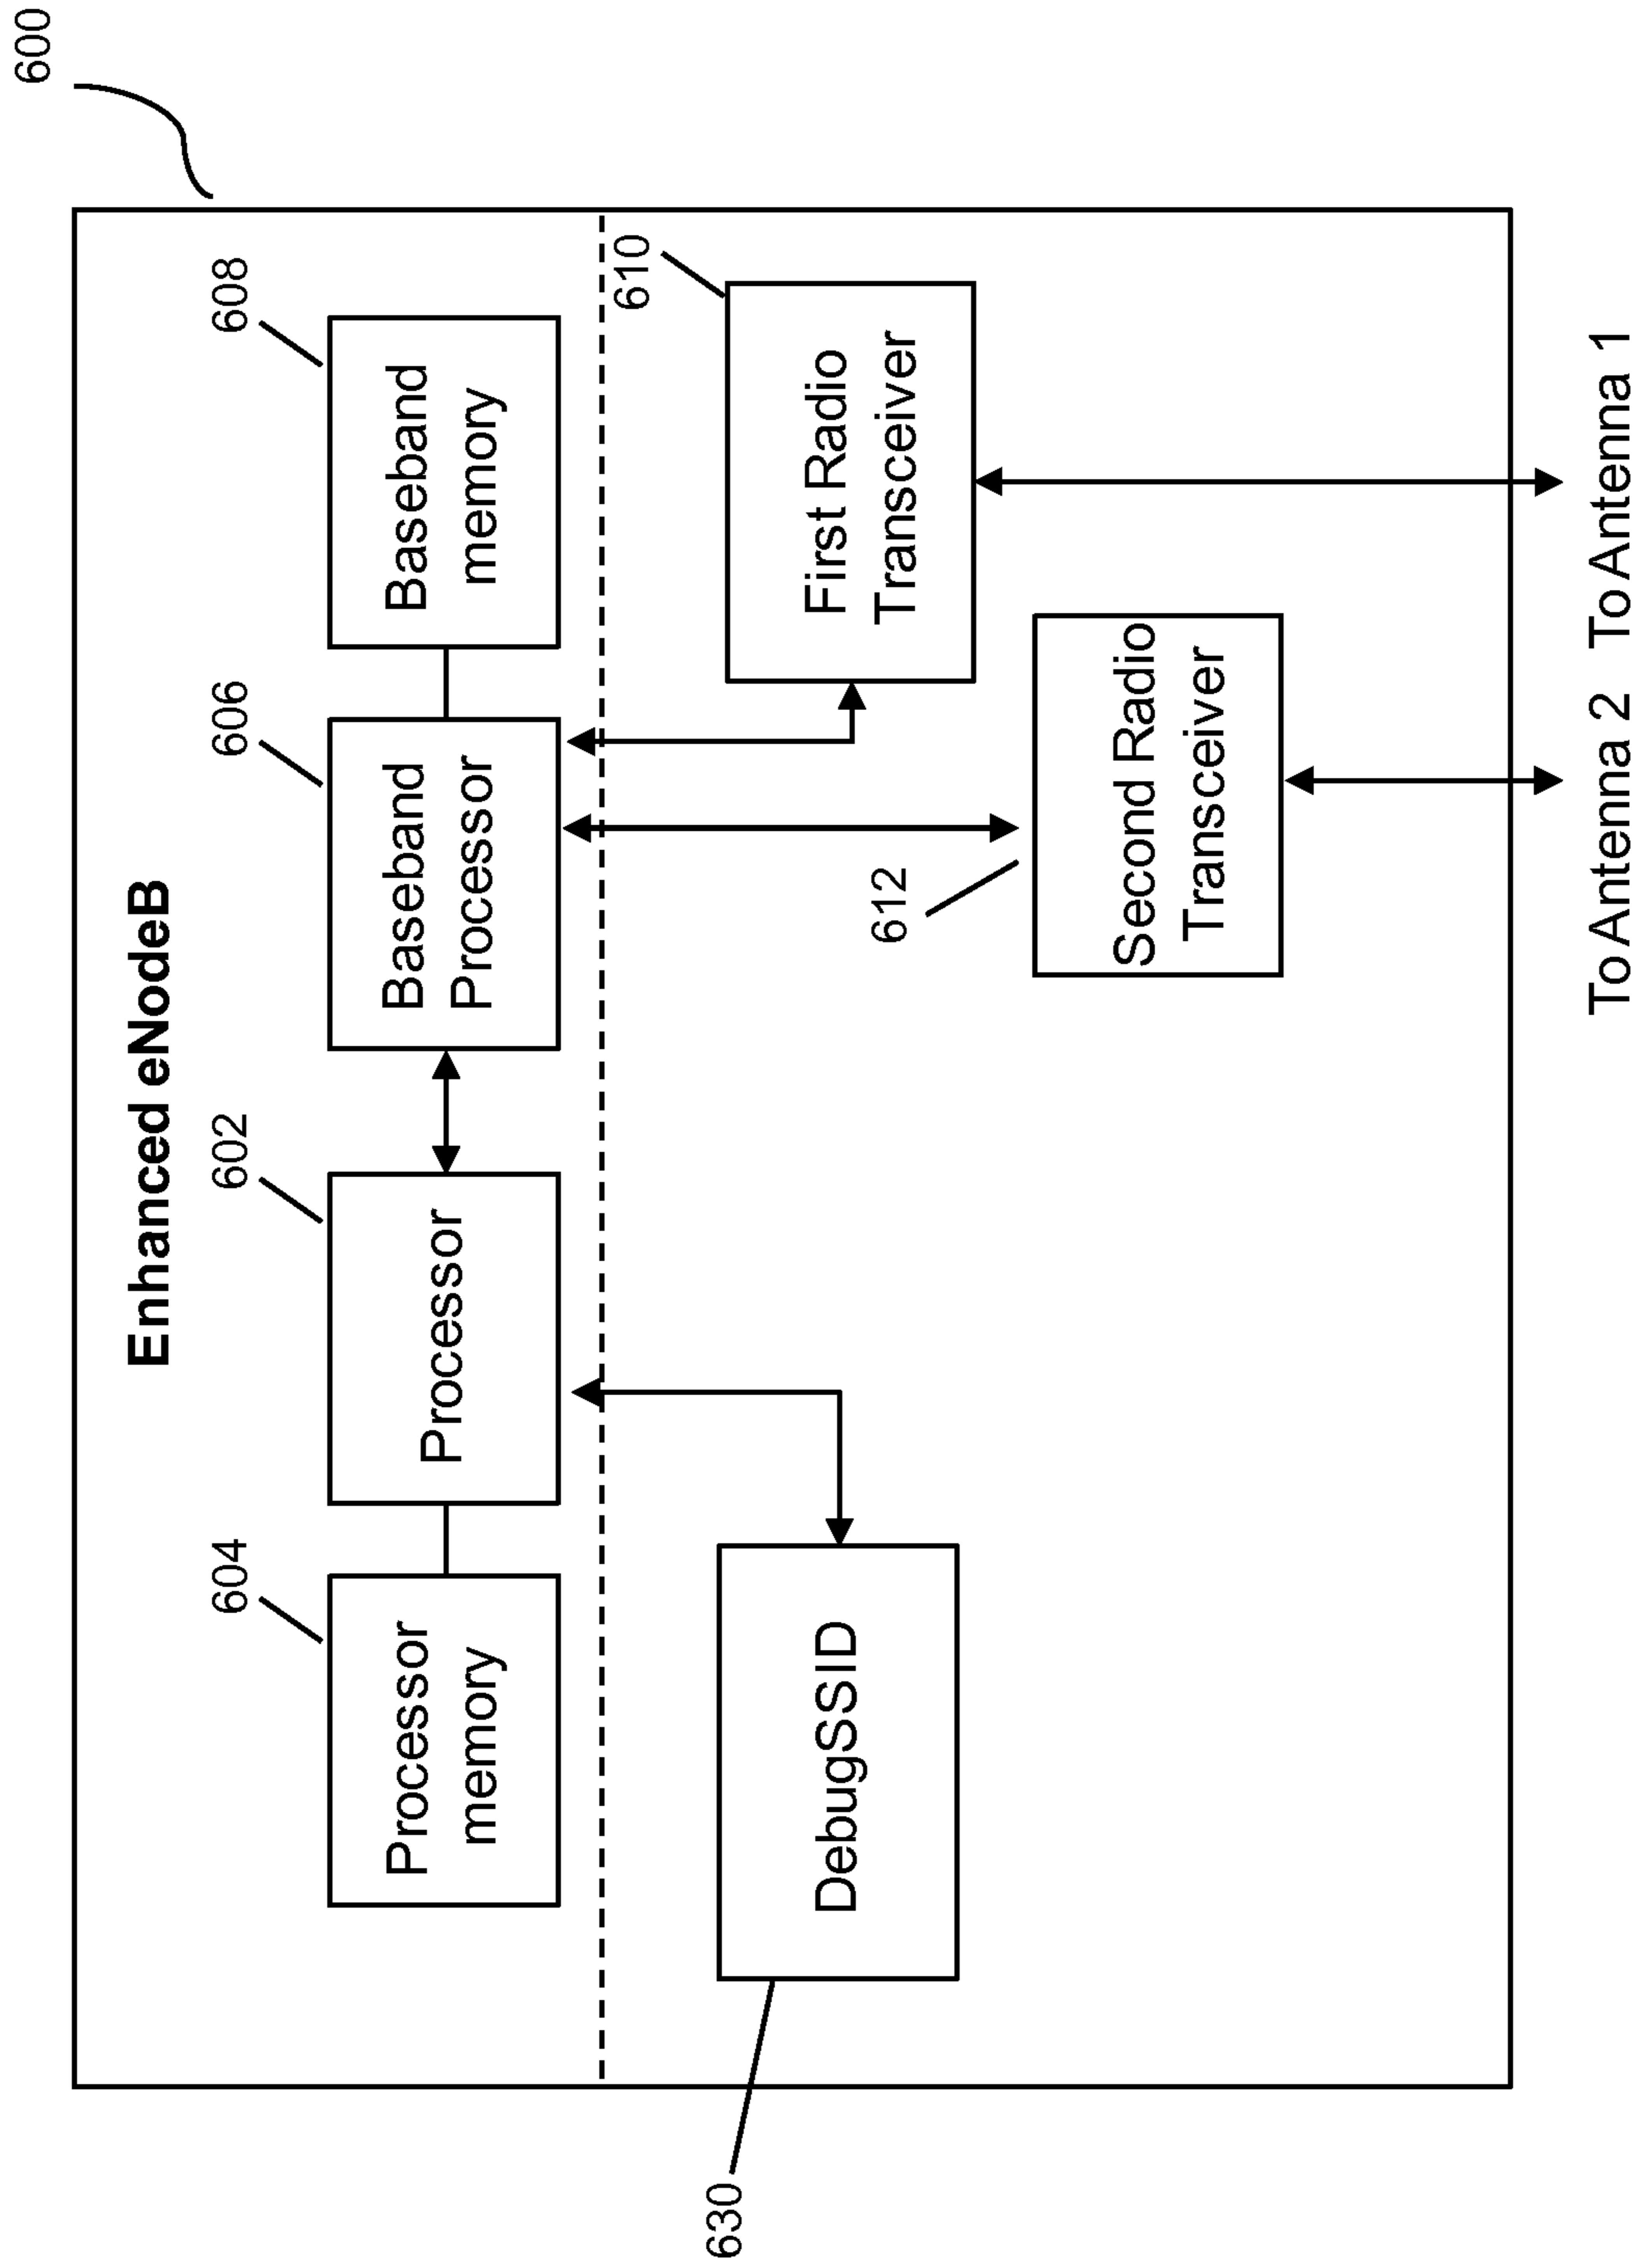 600
Enhanced eNodeB
604
602
606
608
Processor
memory
Processor
Baseband
Processor
Baseband
memory
610
630
DebugSSID
612
First Radio
Transceiver
Second Radio
Transceiver
To Antenna 2
To Antenna 1